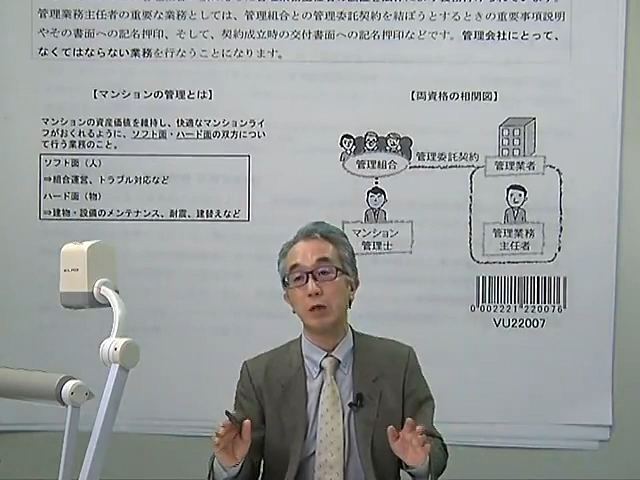 管理業務主任者の重要な業務としては、管理組合との管理委託契約を結ぼうとするときの重要事項説明
やその書面への記名押印、そして、契約成立時の交付書面への記名押印などです。管理会社にとって、
なくてはならない業務を行なうことになります。
【マンションの管理とは】
マンションの資産価値を維持し、快適なマンションライ
フがおくれるように、ソフト面・ハード面の双方につい
て行う業務のこと。
ソフト面（人）
⇒組合運営、トラブル対応など
ハード面（物）
⇒建物・設備のメンテナンス、耐震、建替えなど
【両資格の相関図】
管理組合
管理委託契約
管理業者
マンション
管理士
管理業務
主任者
0002221220076
VU22007
ELMO